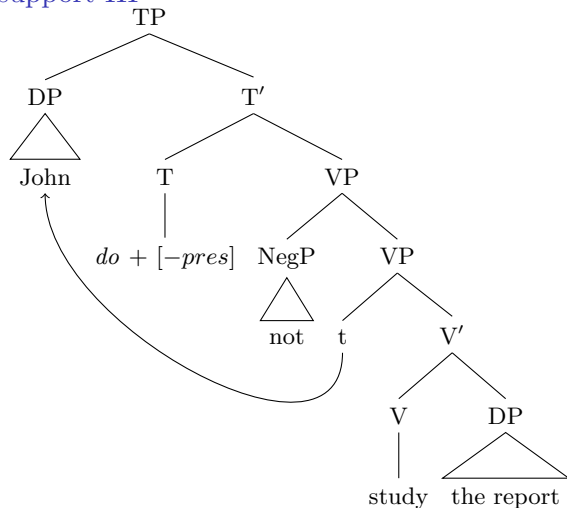 support III
TP
DP T′
John T VP
do + [−pres] NegP VP
not t V′
V DP
study the report